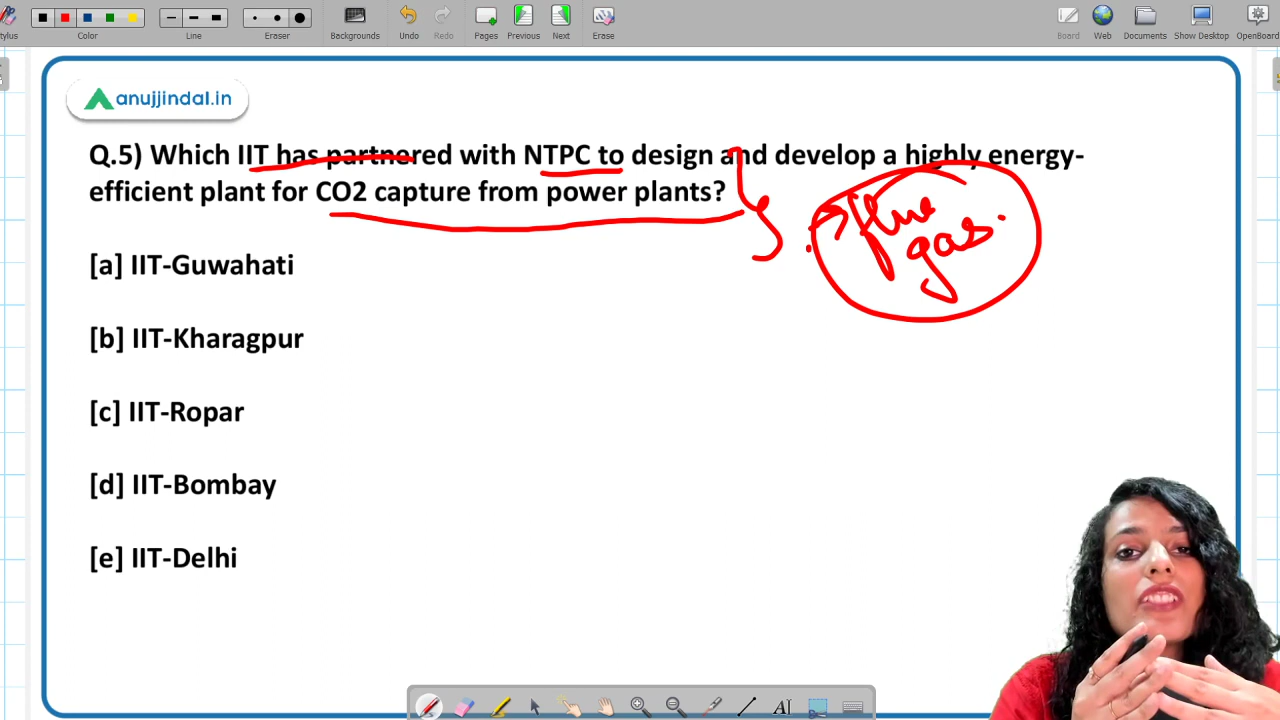 tylus
Color
Line
Eraser
Backgrounds
Undo
Redo
Pages
Previous
Next
Erase
Board
Web
Documents
Show Desktop
OpenBoard
anujjindal.in
Q.5) Which IIT has partnered with NTPC to design and develop a highly energy-
efficient plant for CO2 capture from power plants?
flue
gas.
[a] IIT-Guwahati
[b] IIT-Kharagpur
[c] IIT-Ropar
[d] IIT-Bombay
[e] IIT-Delhi